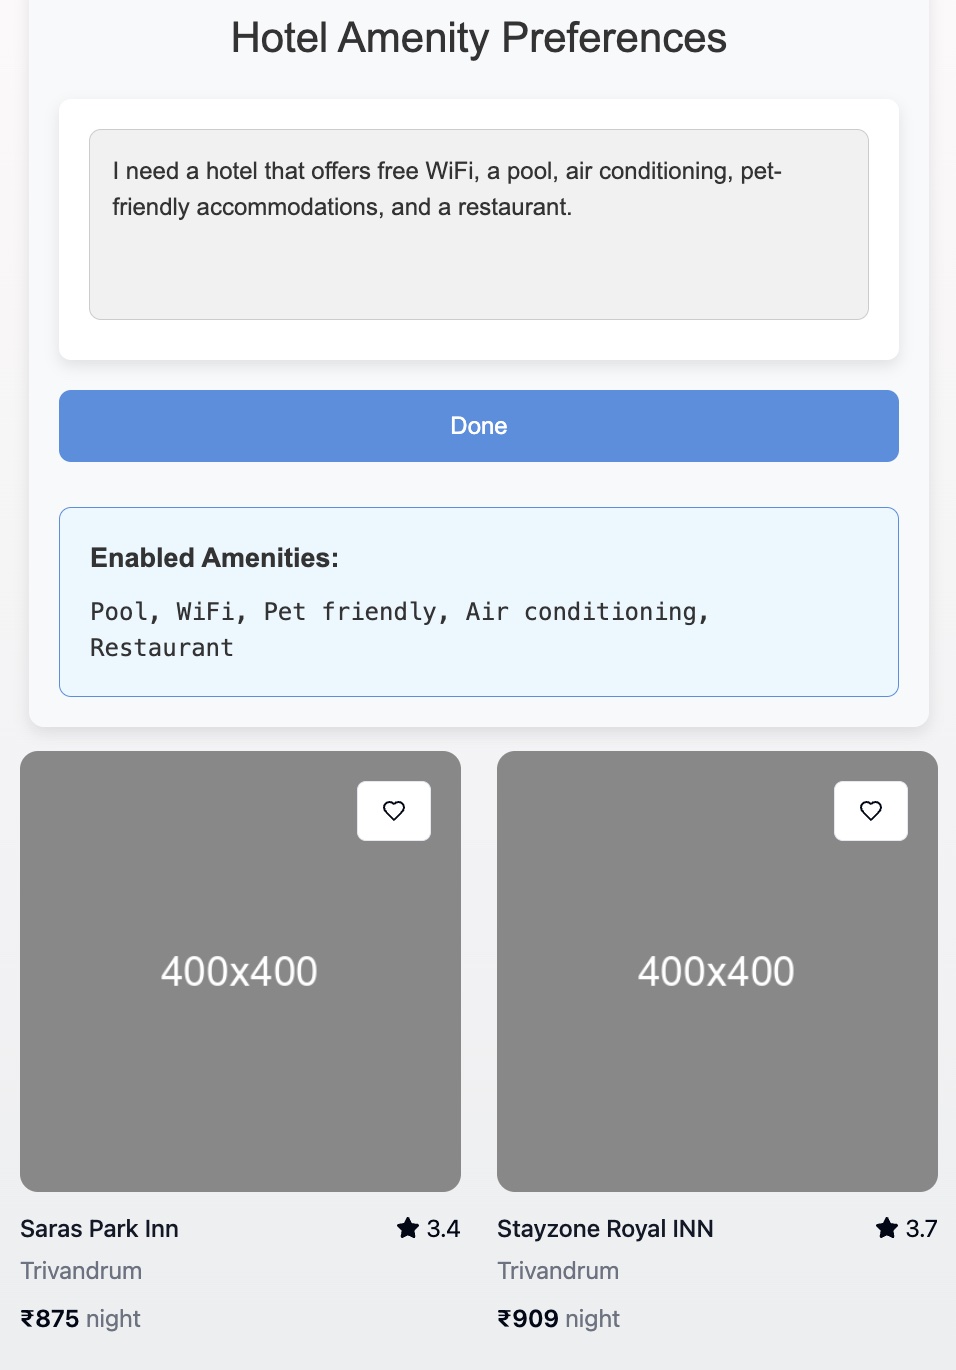 Hotel Amenity Preferences
I need a hotel that offers free WiFi, a pool, air conditioning, pet-
friendly accommodations, and a restaurant.
Done
Enabled Amenities:
Pool, WiFi, Pet friendly, Air conditioning,
Restaurant
400x400
400x400
Saras Park Inn 3.4
Trivandrum
₹875 night
Stayzone Royal INN 3.7
Trivandrum
₹909 night